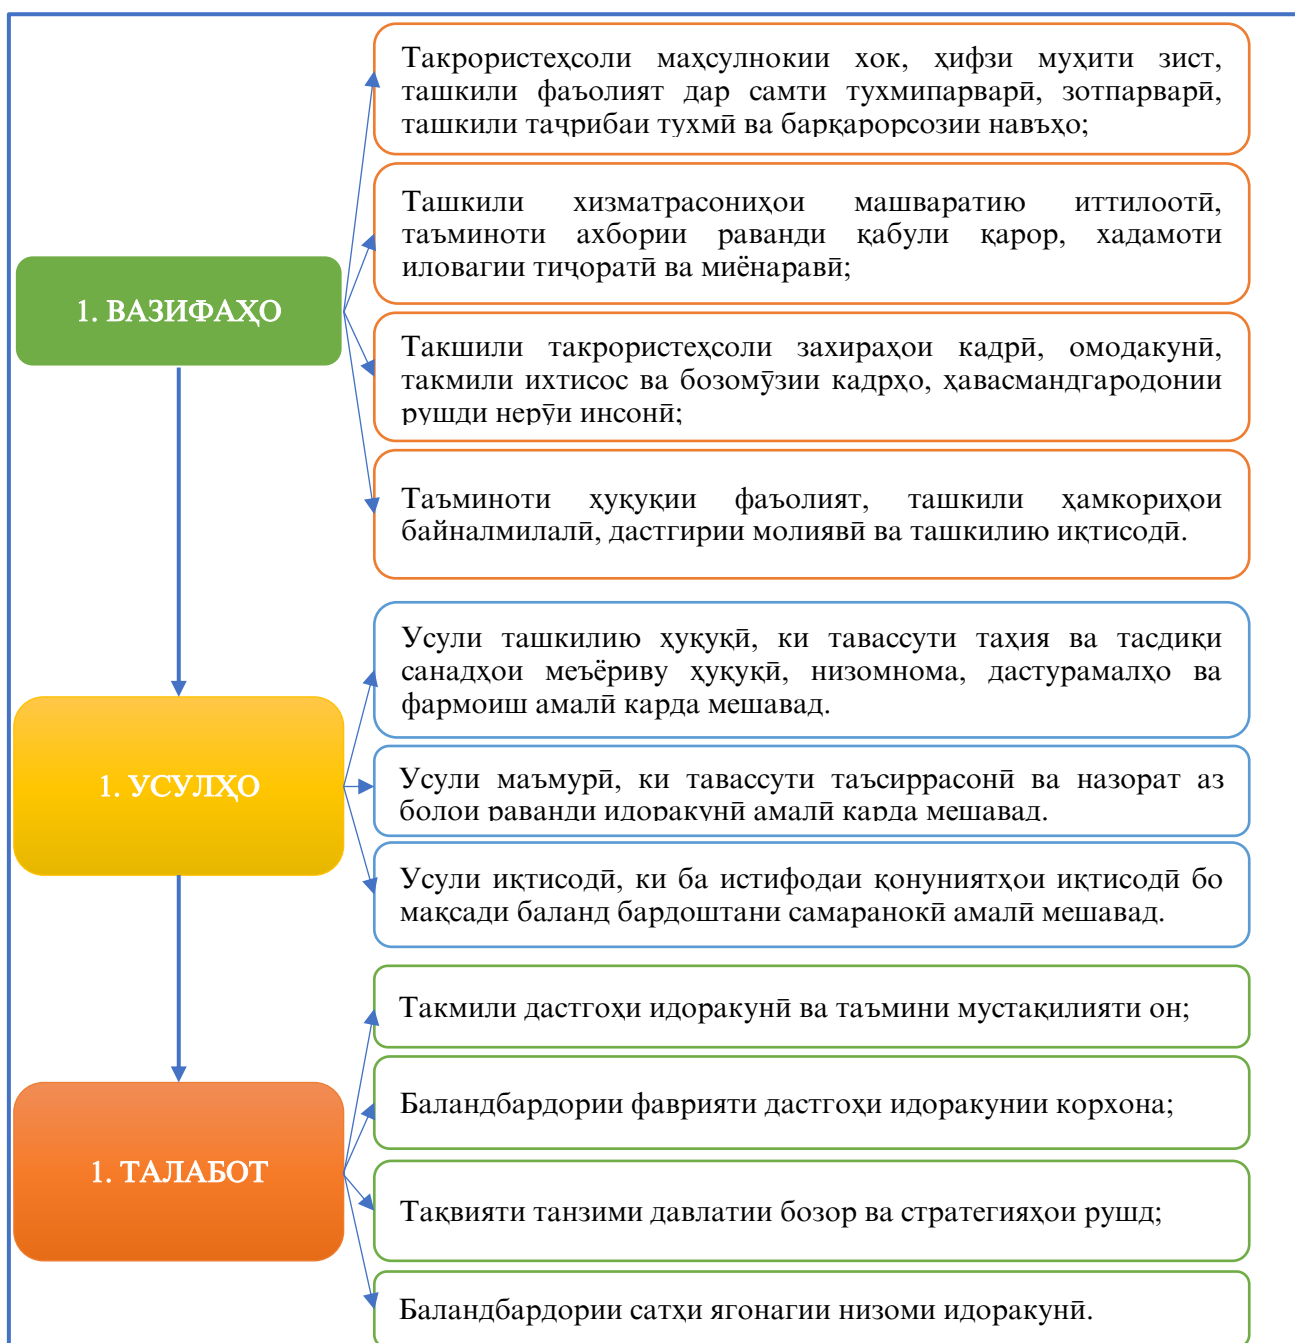 Такрористеҳсоли маҳсулнокии хок, ҳифзи муҳити зист,
ташкили фаъолият дар самти тухмипарварӣ, зотпарварӣ,
ташкили таҷрибаи тухмӣ ва барқарорсозии навъҳо;
Ташкили хизматрасониҳои машваратию иттилоотӣ,
таъминоти ахбории раванди қабули қарор, хадамоти
иловагии тиҷоратӣ ва миёнаравӣ;
1. ВАЗИФАҲО
Такшили такрористеҳсоли захираҳои кадрӣ, омодакунӣ,
такмили ихтисос ва бозомӯзии кадрҳо, ҳавасмандгародонии
рушди нерӯи инсонӣ;
Таъминоти ҳуқуқии фаъолият, ташкили ҳамкориҳои
байналмилалӣ, дастгирии молиявӣ ва ташкилию иқтисодӣ.
Усули ташкилию ҳуқуқӣ, ки тавассути таҳия ва тасдиқи
санадҳои меъёриву ҳуқуқӣ, низомнома, дастурамалҳо ва
фармоиш амалӣ карда мешавад.
1. УСУЛҲО
Усули маъмурӣ, ки тавассути таъсиррасонӣ ва назорат аз
болои раванди идоракунӣ амалӣ карда мешавад.
Усули иқтисодӣ, ки ба истифодаи қонуниятҳои иқтисодӣ бо
мақсади баланд бардоштани самаранокӣ амалӣ мешавад.
Такмили дастгоҳи идоракунӣ ва таъмини мустақилияти он;
Баландбардории фаврияти дастгоҳи идоракунии корхона;
1. ТАЛАБОТ
Тақвияти танзими давлатии бозор ва стратегияҳои рушд;
Баландбардории сатҳи ягонагии низоми идоракунӣ.